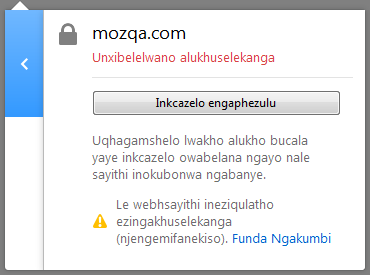 mozqa.com
Unxibelelwano alukhuselekanga
Inkcazelo engaphezulu
Uqhagamshelo lwakho alukho bucala
yaye inkcazelo owabelana ngayo nale
sayithi inokubonwa ngabanye.
Le webhsayithi ineziqulatho
ezingakhuselekanga
(njengemifanekiso). Funda Ngakumbi